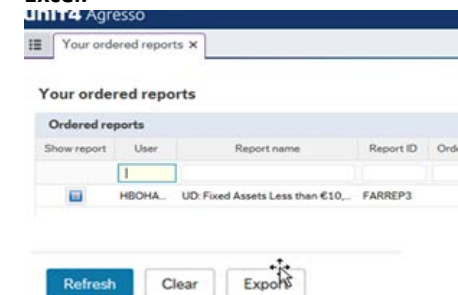 Excel.
UNIT4 Agresso
Your ordered reports ×
Your ordered reports
Ordered reports
Show report User Report name Report ID
HBOHA... UD: Fixed Assets Less than €10,... FARREP3
Refresh Clear Export